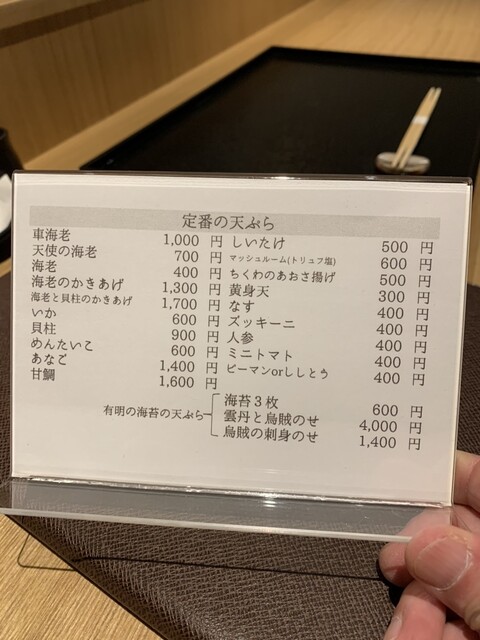 定番の天ぷら
車海老 1,000 円
天使の海老 700 円
海老 400 円
海老のかきあげ 1,300 円
海老と貝柱のかきあげ 1,700 円
いか 600 円
貝柱 900 円
めんたいこ 600 円
あなご 1,400 円
甘鯛 1,600 円
しいたけ 500 円
マッシュルーム(トリュフ塩) 600 円
ちくわのあおさ揚げ 500 円
黄身天 300 円
なす 400 円
ズッキーニ 400 円
人参 400 円
ミニトマト 400 円
ピーマンorししとう 400 円
有明の海苔の天ぷら
海苔3枚 600 円
雲丹と烏賊のせ 4,000 円
烏賊の刺身のせ 1,400 円